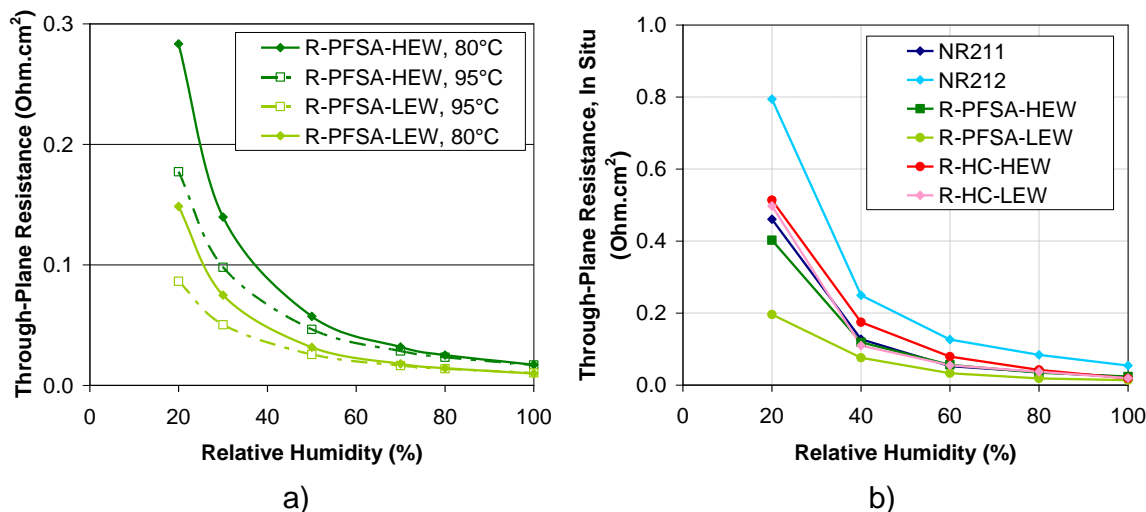 Through-Plane Resistance (Ohm.cm²)
0.3
0.2
0.1
0.0
R-PFSA-HEW, 80°C
R-PFSA-HEW, 95°C
R-PFSA-LEW, 95°C
R-PFSA-LEW, 80°C
0 20 40 60 80 100
Relative Humidity (%)
a)
Through-Plane Resistance, In Situ
(Ohm.cm²)
1.0
0.8
0.6
0.4
0.2
0.0
NR211
NR212
R-PFSA-HEW
R-PFSA-LEW
R-HC-HEW
R-HC-LEW
0 20 40 60 80 100
Relative Humidity (%)
b)